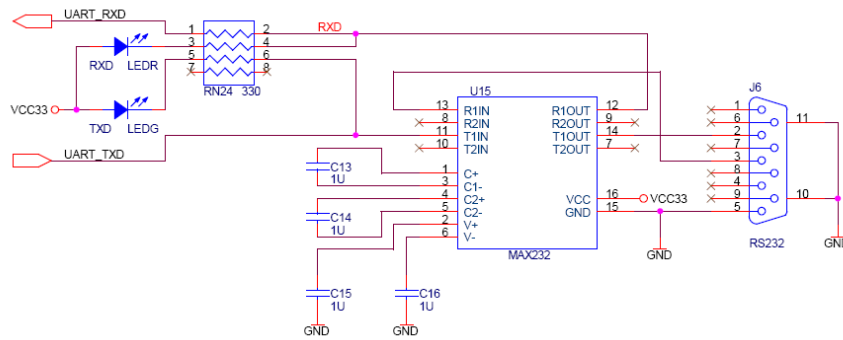 UART_RXD
RXD
1 2
3 4
5 6
7 8
RXD LEDR
RN24 330
VCC33
TXD LEDG
UART_TXD
U15
13 R1IN R1OUT 12
8 R2IN R2OUT 9
11 T1IN T1OUT 14
10 T2IN T2OUT 7
1 C+
3 C1-
4 C2+
5 C2-
2 V+
6 V-
VCC 16 VCC33
GND 15
MAX232
GND
C13
1U
C14
1U
C15
1U
GND
C16
1U
GND
J6
1
6
2
7
3
8
4
9
5
11
10
RS232
GND